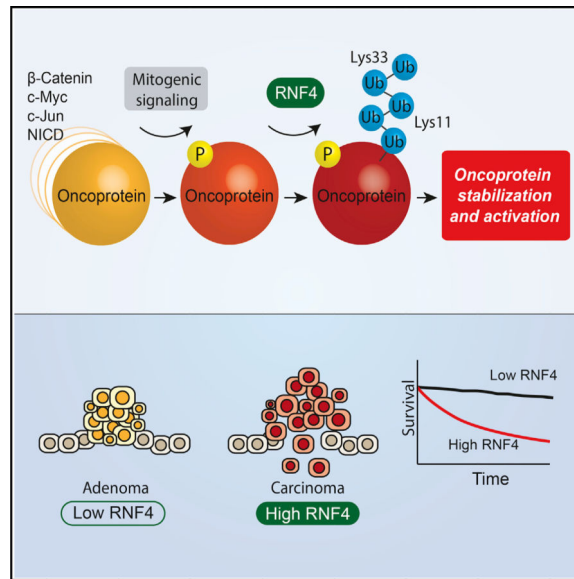 β-Catenin
c-Myc
c-Jun
NICD
Mitogenic
signaling
RNF4
Lys33
Ub
Ub
Ub
Ub
Ub
Lys11
P
P
Oncoprotein
Oncoprotein
Oncoprotein
Oncoprotein
stabilization
and activation
Adenoma
Low RNF4
Carcinoma
High RNF4
Survival
Low RNF4
High RNF4
Time